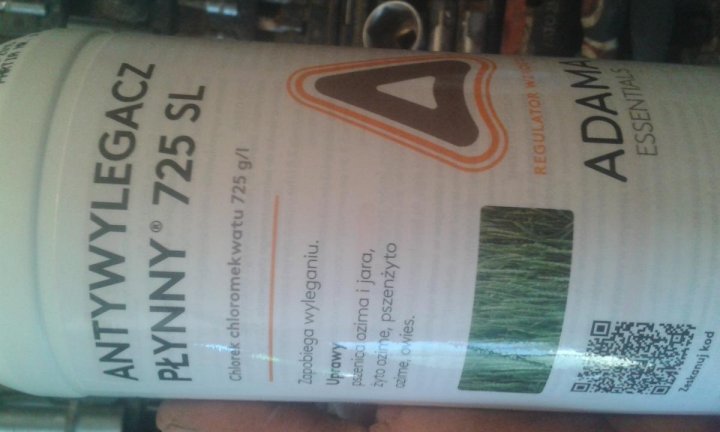 ANTYWYLEGACZ
PŁYNNY® 725 SL
Chlorek chloromekwatu 725 g/l
Zapobiega wyleganiu.
Uprawy
pszenica ozima i jara,
żyto ozime, pszenżyto
ozime, owies.
REGULATOR
ADAMA
ESSENTIALS
Zeskanuj kod